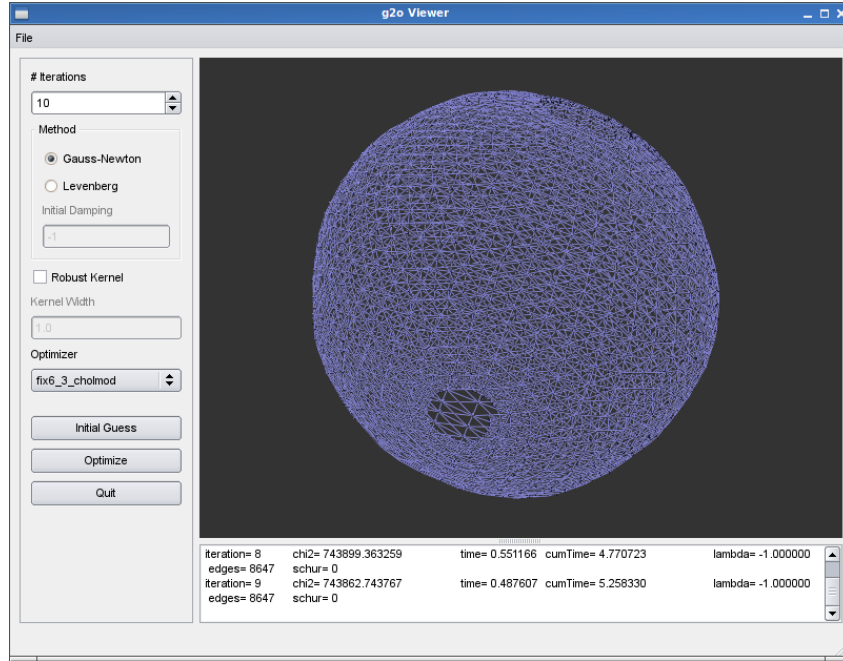 g2o Viewer
File
# Iterations
10
Method
Gauss-Newton
Levenberg
Initial Damping
-1
Robust Kernel
Kernel Width
1.0
Optimizer
fix6_3_cholmod
Initial Guess
Optimize
Quit
iteration= 8 chi2= 743899.363259 time= 0.551166 cumTime= 4.770723 lambda= -1.000000
edges= 8647 schur= 0
iteration= 9 chi2= 743862.743767 time= 0.487607 cumTime= 5.258330 lambda= -1.000000
edges= 8647 schur= 0